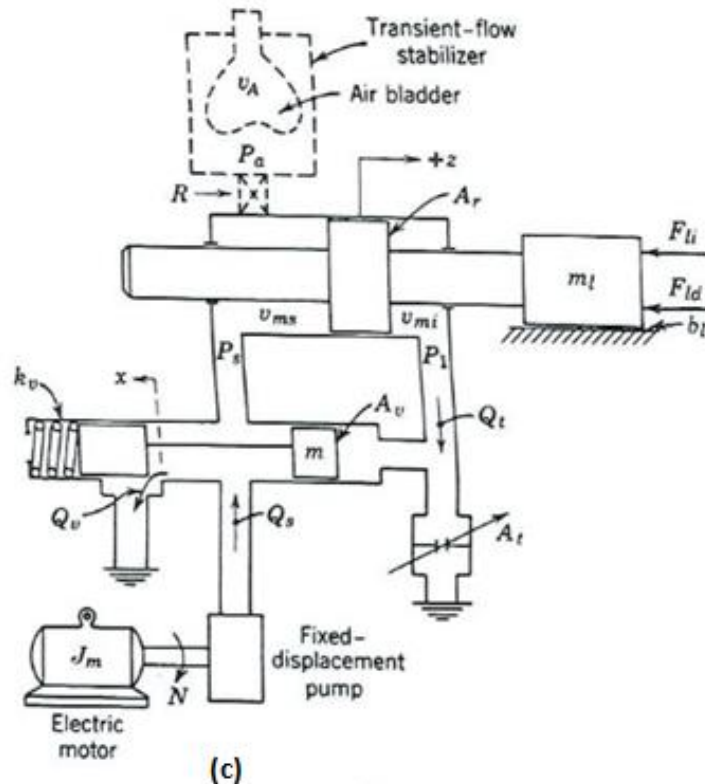 Transient-flow
stabilizer
v_A
Air bladder
P_a
+z
R
A_r
F_li
m_l
F_ld
v_ms
v_mi
b_l
P_s
P_1
k_v
x
A_v
Q_t
m
Q_v
Q_s
A_t
J_m
N
Fixed-
displacement
pump
Electric
motor
(c)